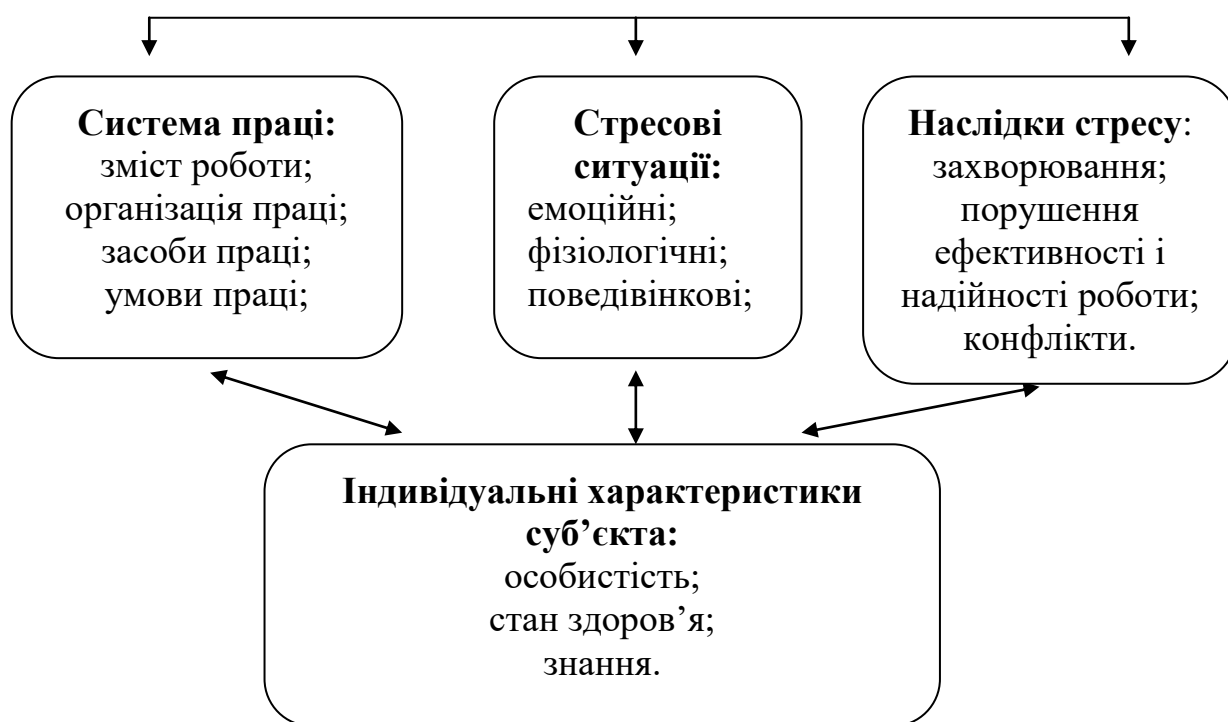 Система праці:
зміст роботи;
організація праці;
засоби праці;
умови праці;
Стресові
ситуації:
емоційні;
фізіологічні;
поведівінкові;
Наслідки стресу:
захворювання;
порушення
ефективності і
надійності роботи;
конфлікти.
Індивідуальні характеристики
суб’єкта:
особистість;
стан здоров’я;
знання.